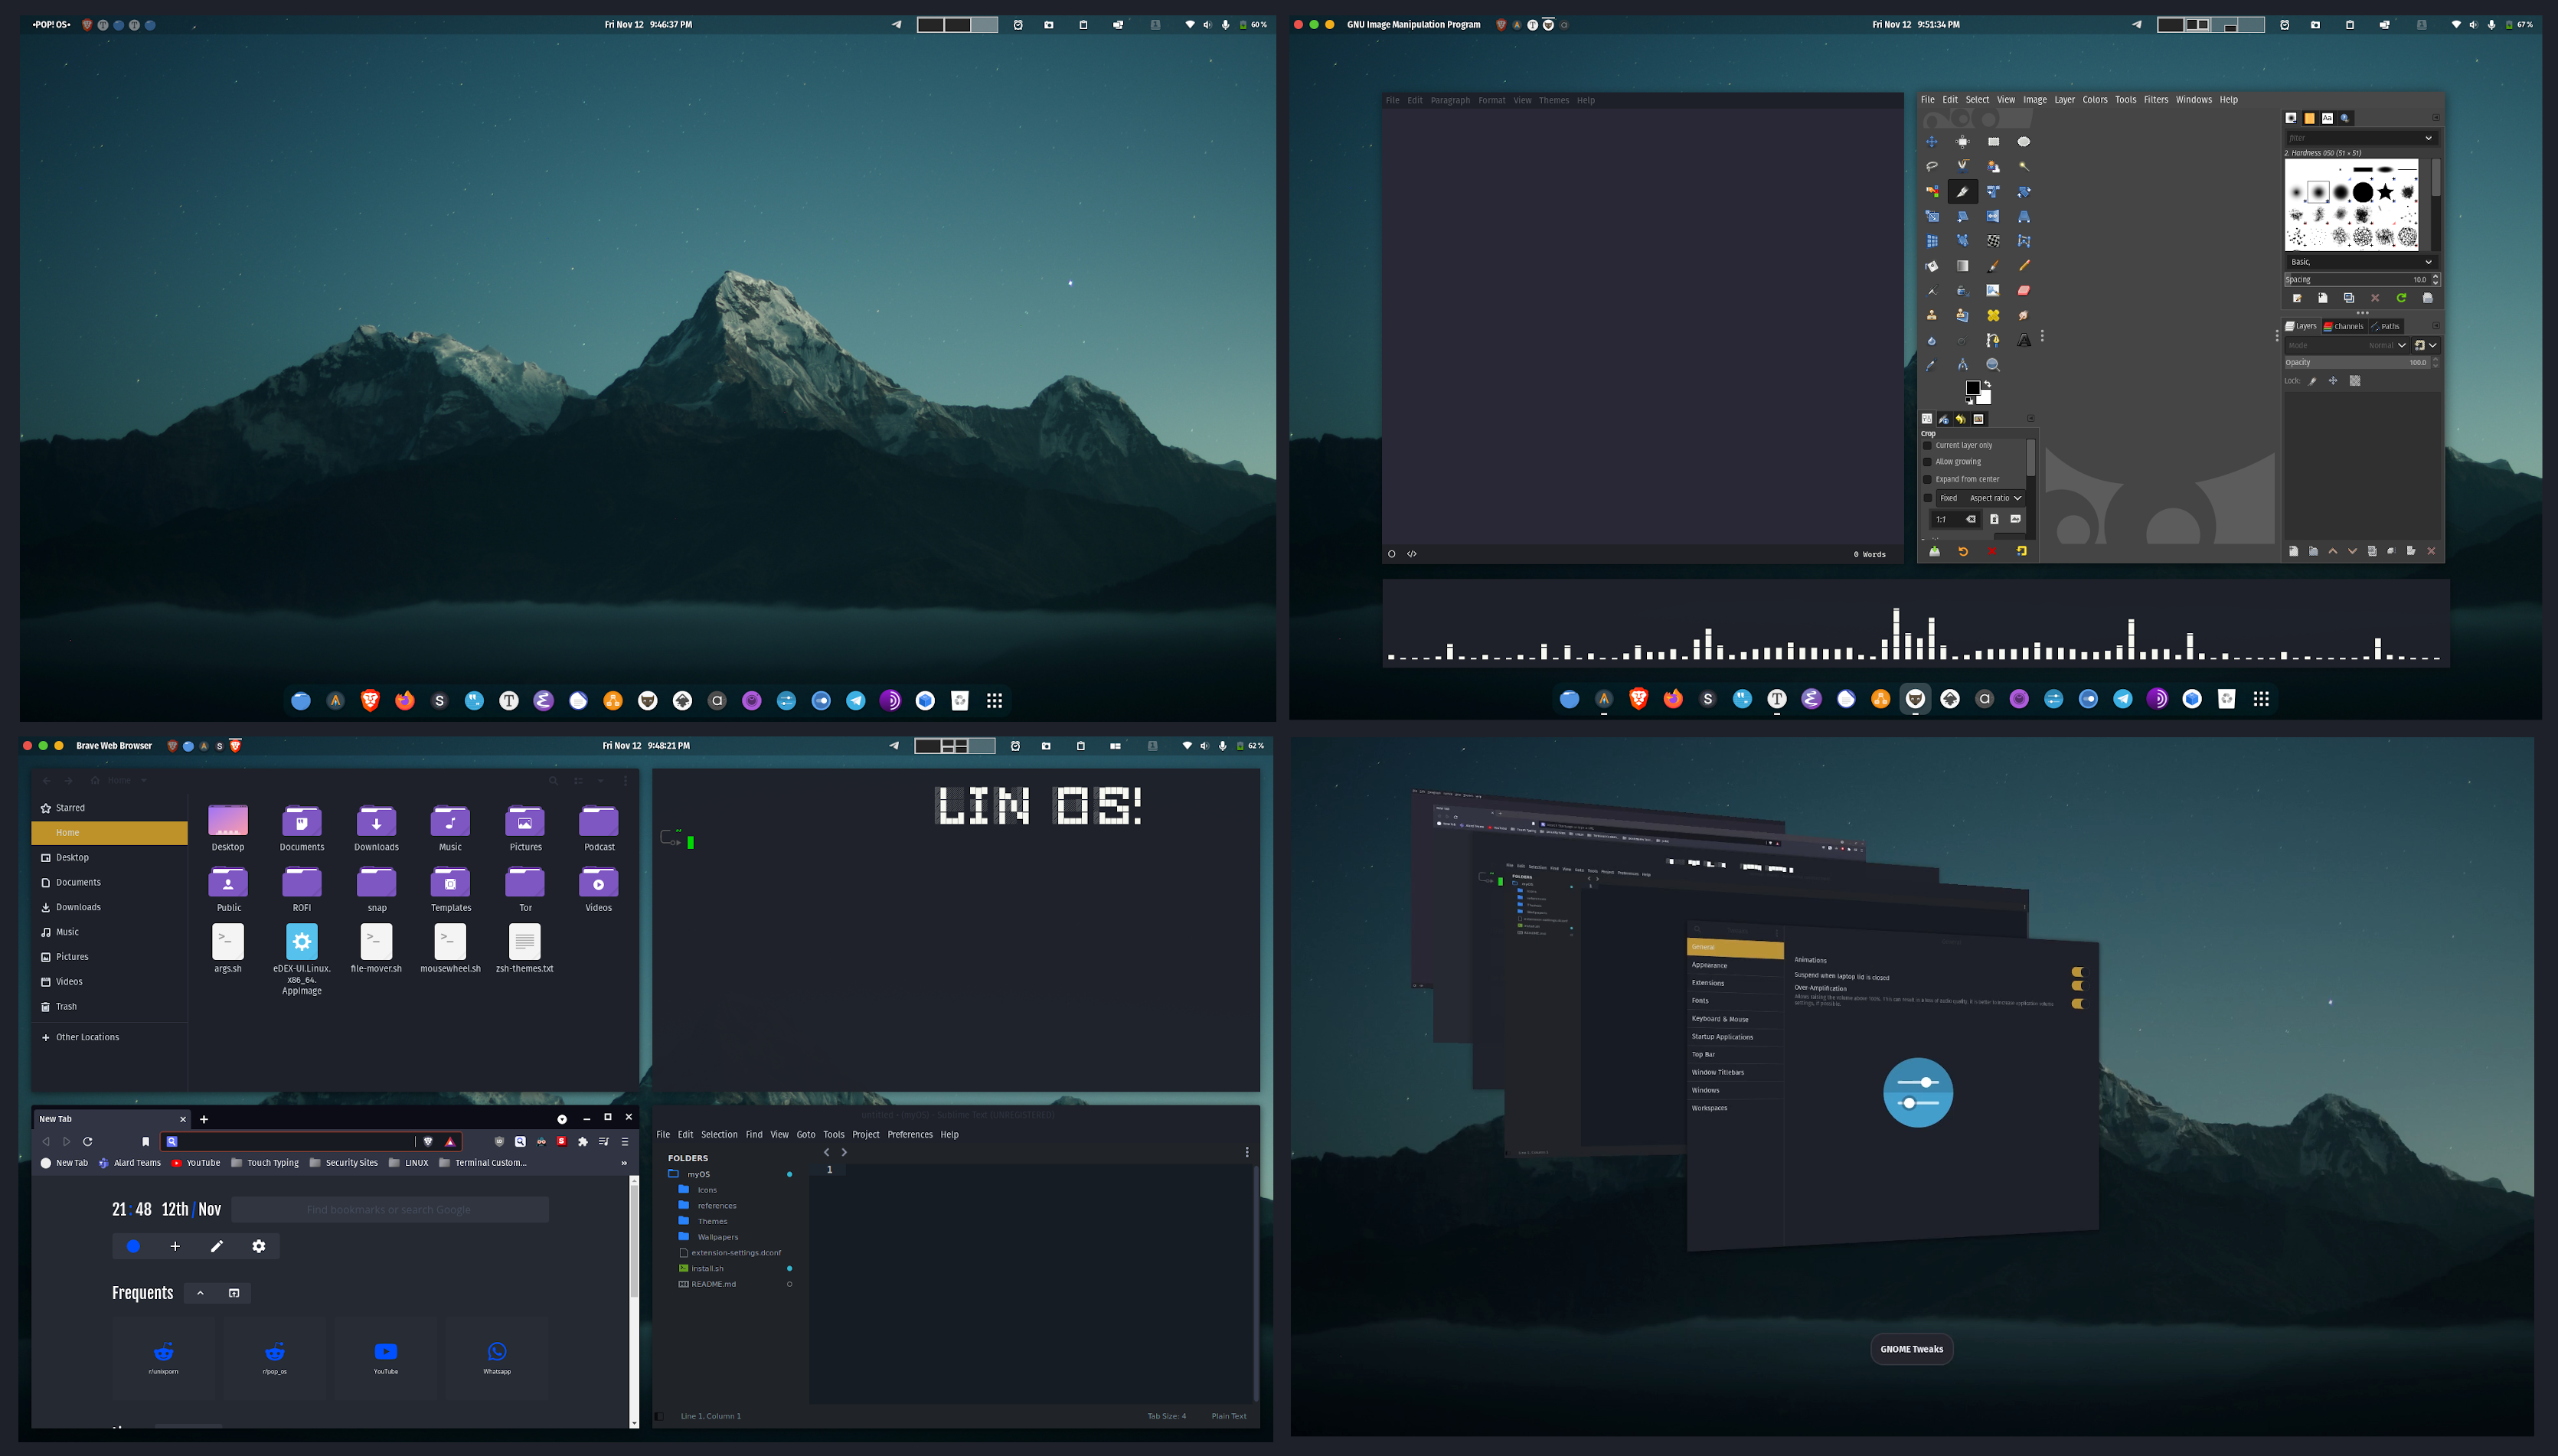 •POP! OS•
Fri Nov 12 9:46:37 PM
60 %
GNU Image Manipulation Program
Fri Nov 12 9:51:34 PM
67 %
File Edit Paragraph Format View Themes Help
0 Words
File Edit Select View Image Layer Colors Tools Filters Windows Help
Crop
Current layer only
Allow growing
Expand from center
Fixed Aspect ratio
1:1
filter
2. Hardness 050 (51 × 51)
Basic,
Spacing 10.0
Layers Channels Paths
Mode Normal
Opacity 100.0
Lock:
Brave Web Browser
Fri Nov 12 9:48:21 PM
62 %
Home
Starred
Home
Desktop
Documents
Downloads
Music
Pictures
Videos
Trash
Other Locations
Desktop Documents Downloads Music Pictures Podcast
Public ROFI snap Templates Tor Videos
args.sh eDEX-UI.Linux. file-mover.sh mousewheel.sh zsh-themes.txt
x86_64.
AppImage
LIN OS!
~
New Tab
New Tab Alard Teams YouTube Touch Typing Security Sites LINUX Terminal Custom... »
21:48 12th/Nov
Find bookmarks or search Google
Frequents
r/unixporn r/pop_os YouTube Whatsapp
untitled • (myOS) - Sublime Text (UNREGISTERED)
File Edit Selection Find View Goto Tools Project Preferences Help
FOLDERS
myOS
Icons
references
Themes
Wallpapers
extension-settings.dconf
install.sh
README.md
1
Line 1, Column 1
Tab Size: 4 Plain Text
File Edit Selection Find View Goto Tools Project Preferences Help
FOLDERS
General
Appearance
Extensions
Fonts
Keyboard & Mouse
Startup Applications
Top Bar
Window Titlebars
Windows
Workspaces
Animations
Suspend when laptop lid is closed
Over-Amplification
GNOME Tweaks